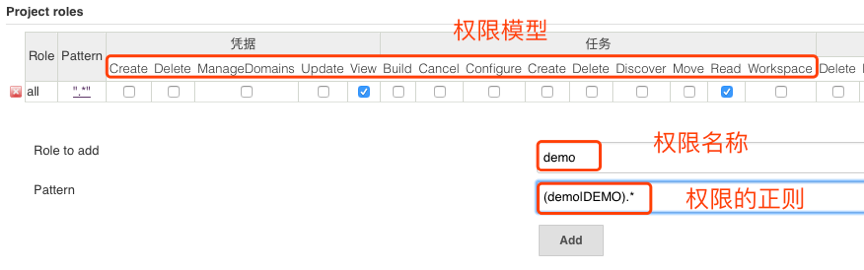 Project roles
权限模型
凭据 任务
Role Pattern Create Delete ManageDomains Update View Build Cancel Configure Create Delete Discover Move Read Workspace Delete
all ".*"
Role to add demo 权限名称
Pattern (demo|DEMO).* 权限的正则
Add